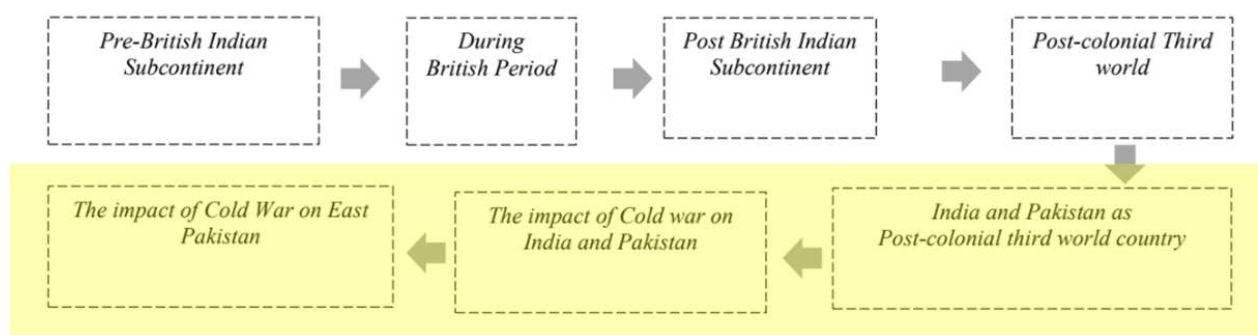 Pre-British Indian
Subcontinent
During
British Period
Post British Indian
Subcontinent
Post-colonial Third
world
India and Pakistan as
Post-colonial third world country
The impact of Cold war on
India and Pakistan
The impact of Cold War on East
Pakistan